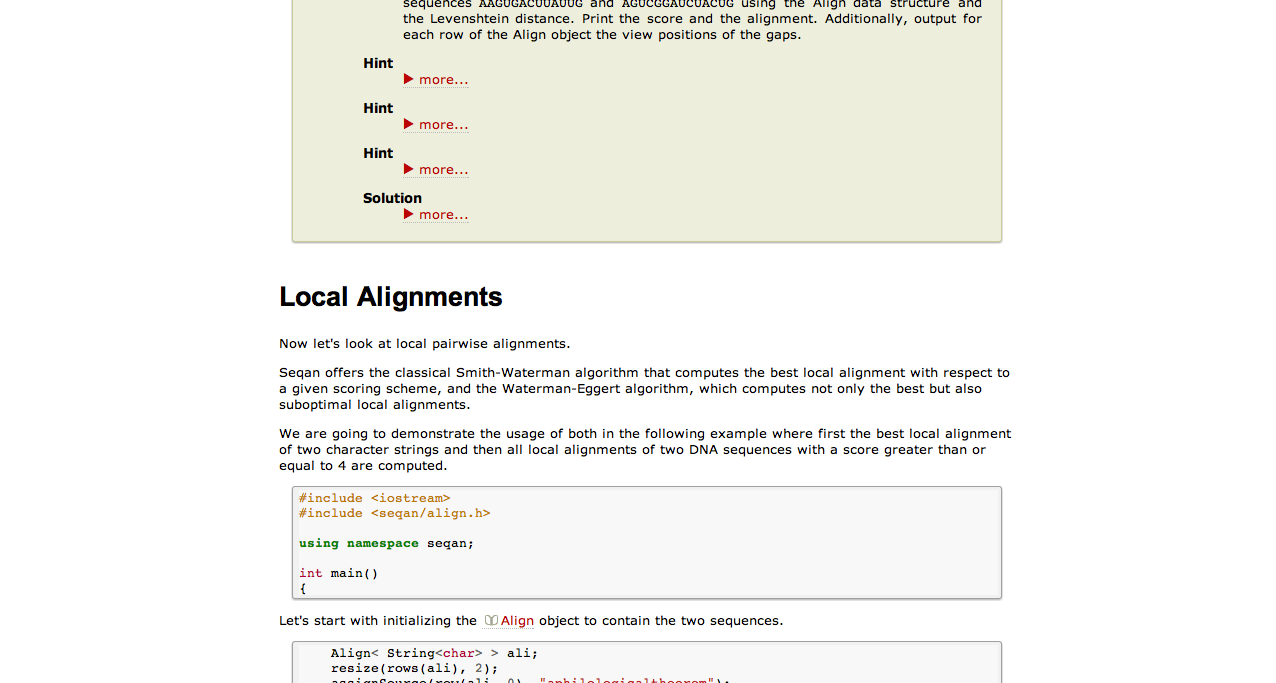 sequences AAGUGACUUAUUG and AGUCGGAUCUACUG using the Align data structure and
the Levenshtein distance. Print the score and the alignment. Additionally, output for
each row of the Align object the view positions of the gaps.
Hint
▶ more...
Hint
▶ more...
Hint
▶ more...
Solution
▶ more...
Local Alignments
Now let's look at local pairwise alignments.
Seqan offers the classical Smith-Waterman algorithm that computes the best local alignment with respect to
a given scoring scheme, and the Waterman-Eggert algorithm, which computes not only the best but also
suboptimal local alignments.
We are going to demonstrate the usage of both in the following example where first the best local alignment
of two character strings and then all local alignments of two DNA sequences with a score greater than or
equal to 4 are computed.
#include <iostream>
#include <seqan/align.h>
using namespace seqan;
int main()
{
Let's start with initializing the Align object to contain the two sequences.
Align< String<char> > ali;
resize(rows(ali), 2);
assignSource(row(ali, 0), "aphilologicaltheorem");